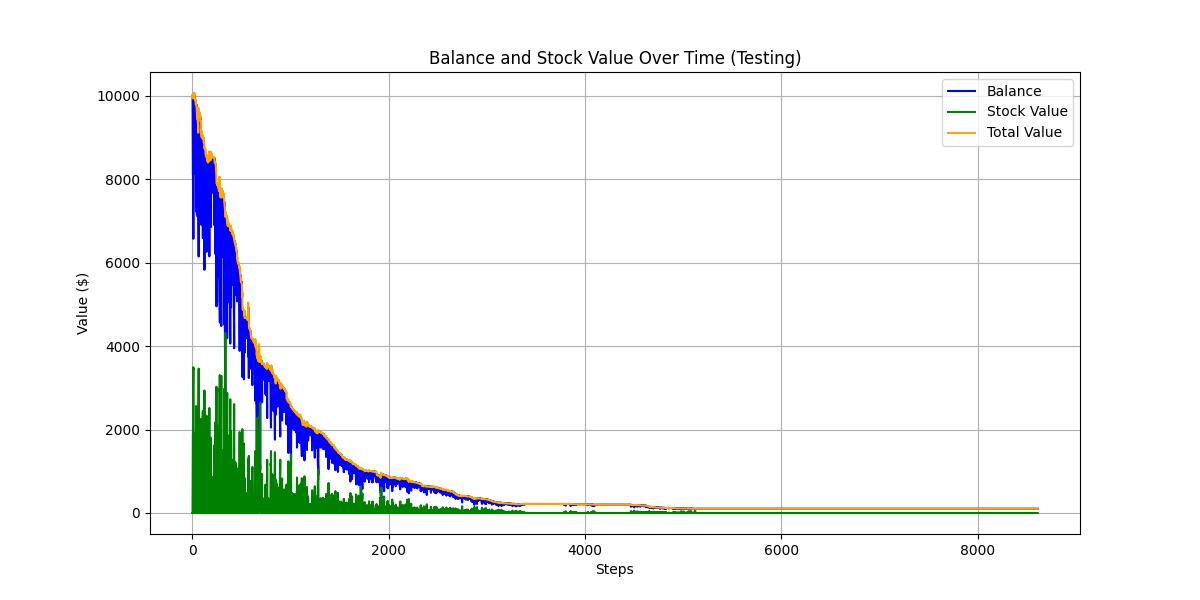 Balance and Stock Value Over Time (Testing)
Balance
Stock Value
Total Value
10000
8000
6000
4000
2000
0
Value ($)
0
2000
4000
6000
8000
Steps